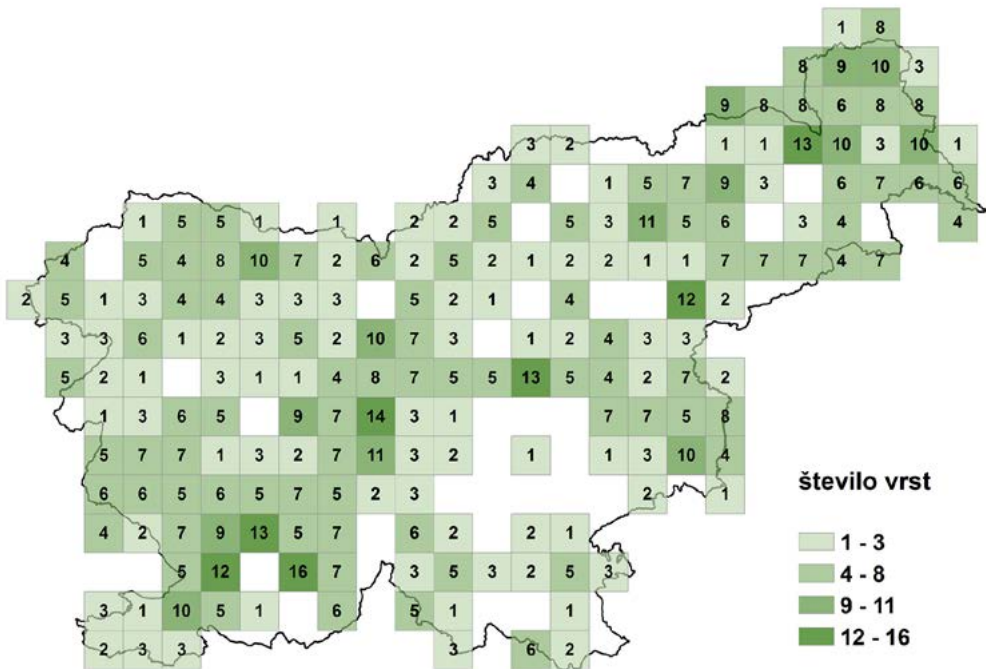 1 8
8 9 10 3
9 8 8 6 8 8
3 2 1 1 13 10 3 10 1
3 4 1 5 7 9 3 6 7 6 6
1 5 5 1 1 2 2 5 5 3 11 5 6 3 4 4
4 5 4 8 10 7 2 6 2 5 2 1 2 2 1 1 7 7 7 4 7
2 5 1 3 4 4 3 3 3 5 2 1 4 12 2
3 3 6 1 2 3 5 2 10 7 3 1 2 4 3 3
5 2 1 3 1 1 4 8 7 5 5 13 5 4 2 7 2
1 3 6 5 9 7 14 3 1 7 7 5 8
5 7 7 1 3 2 7 11 3 2 1 1 3 10 4
6 6 5 6 5 7 5 2 3 2 1
število vrst
4 2 7 9 13 5 7 6 2 2 1
1 - 3
5 12 16 7 3 5 3 2 5 3
4 - 8
3 1 10 5 1 6 5 1 1
9 - 11
2 3 3 3 6 2
12 - 16